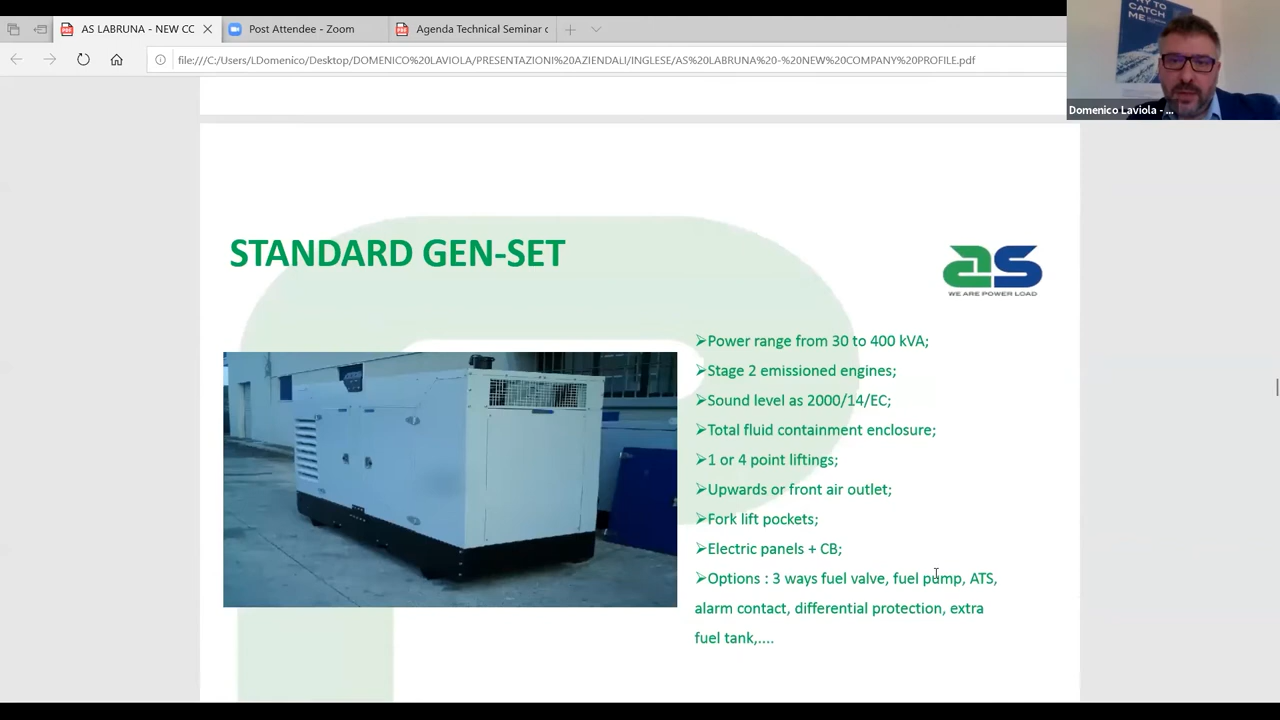 AS LABRUNA - NEW CC
Post Attendee - Zoom
Agenda Technical Seminar c
file:///C:/Users/LDomenico/Desktop/DOMENICO%20LAVIOLA/PRESENTAZIONI%20AZIENDALI/INGLESE/AS%20LABRUNA%20-%20NEW%20COMPANY%20PROFILE.pdf
TO
CATCH
ME
Domenico Laviola - ...
STANDARD GEN-SET
as
WE ARE POWER LOAD
➢Power range from 30 to 400 kVA;
➢Stage 2 emissioned engines;
➢Sound level as 2000/14/EC;
➢Total fluid containment enclosure;
➢1 or 4 point liftings;
➢Upwards or front air outlet;
➢Fork lift pockets;
➢Electric panels + CB;
➢Options : 3 ways fuel valve, fuel pump, ATS,
alarm contact, differential protection, extra
fuel tank,....